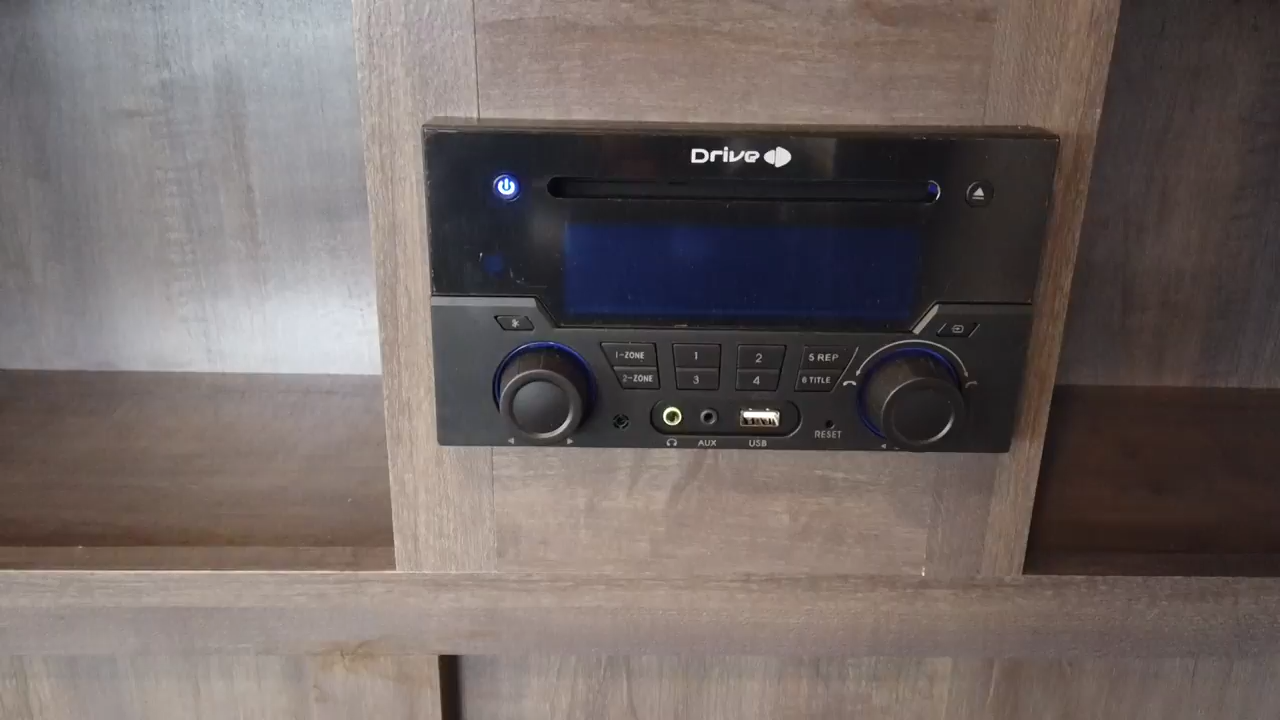 Drive
1-ZONE
1
2
5 REP
2-ZONE
3
4
6 TITLE
AUX
USB
RESET